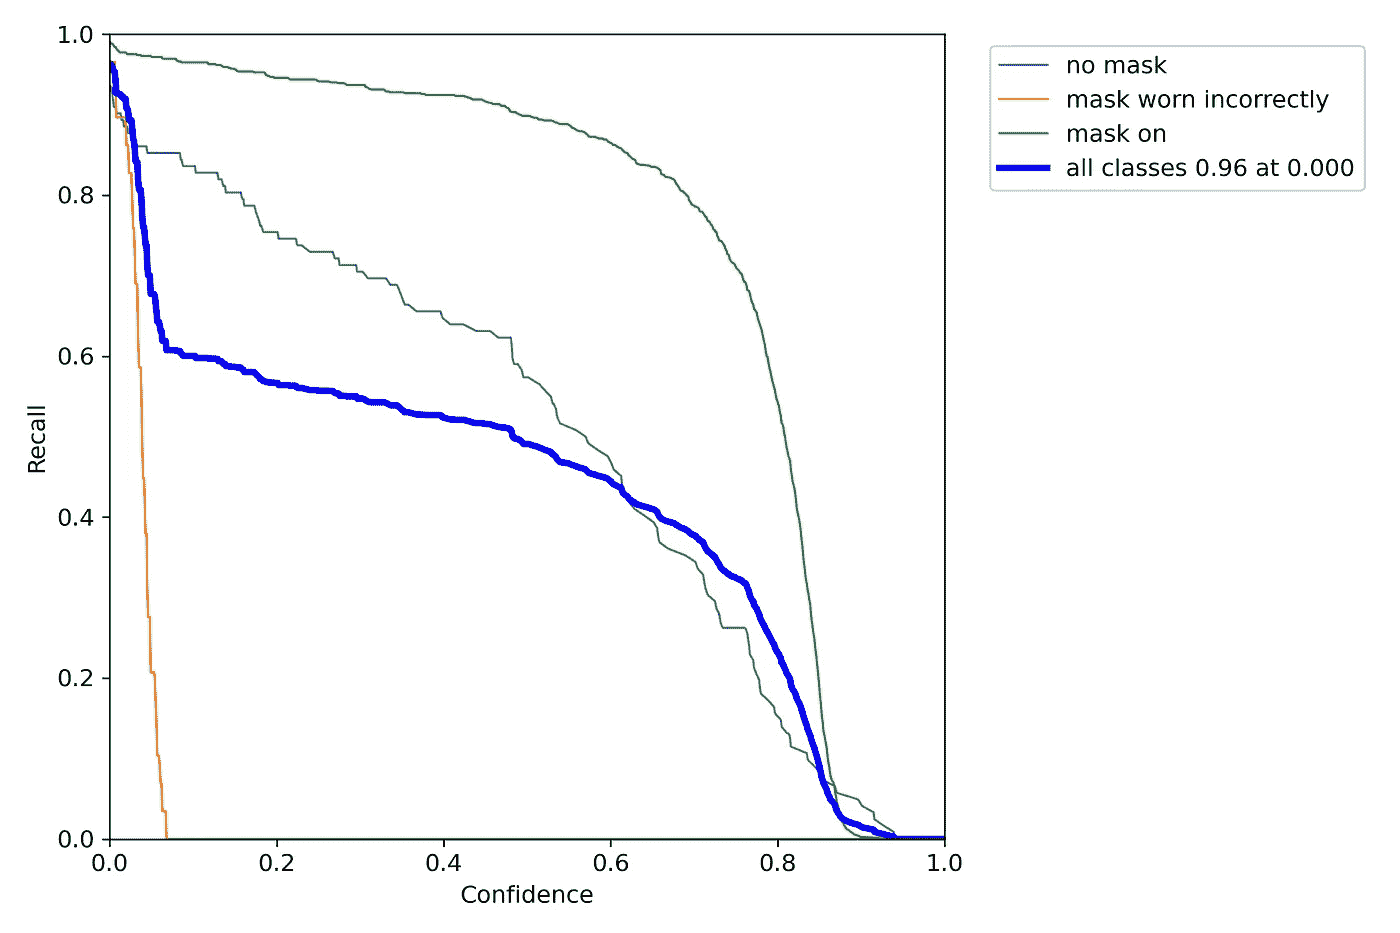 1.0
0.8
0.6
0.4
0.2
0.0
Recall
0.0 0.2 0.4 0.6 0.8 1.0
Confidence
no mask
mask worn incorrectly
mask on
all classes 0.96 at 0.000